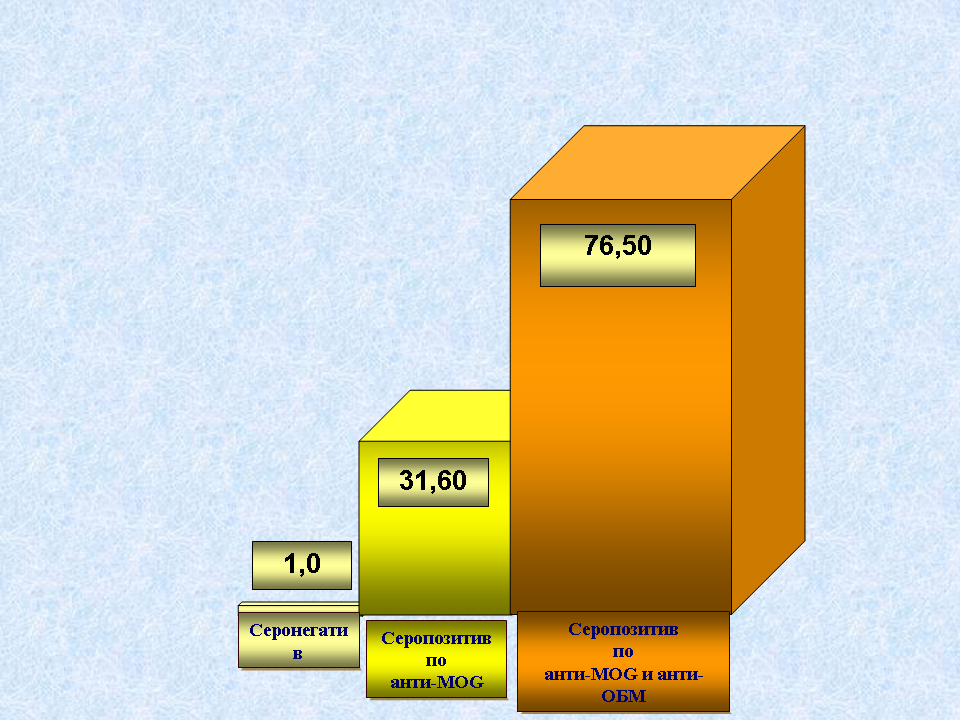 76,50
31,60
1,0
Серонегати
в
Серопозитив
по
анти-MOG
Серопозитив
по
анти-MOG и анти-
ОБМ